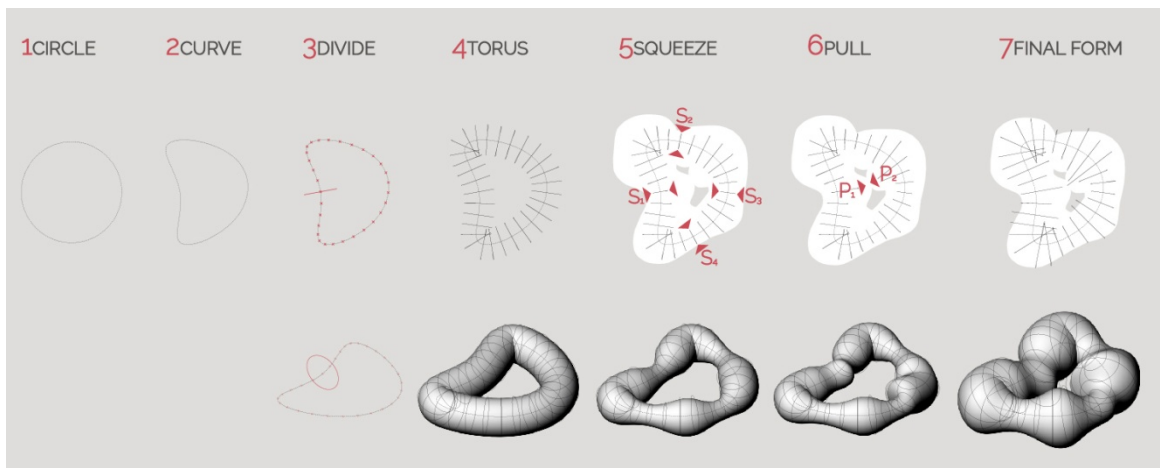 1CIRCLE
2CURVE
3DIVIDE
4TORUS
5SQUEEZE
6PULL
7FINAL FORM
S2
S1
S3
S4
P1
P2